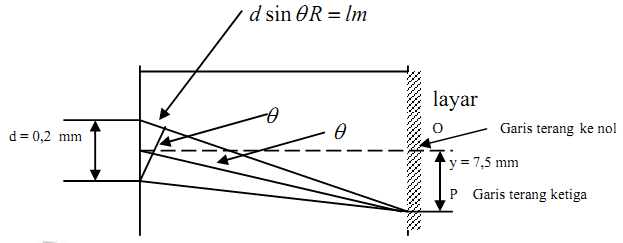 d sin θR = lm
θ
layar
θ
O Garis terang ke nol
d = 0,2 mm
y = 7,5 mm
P Garis terang ketiga